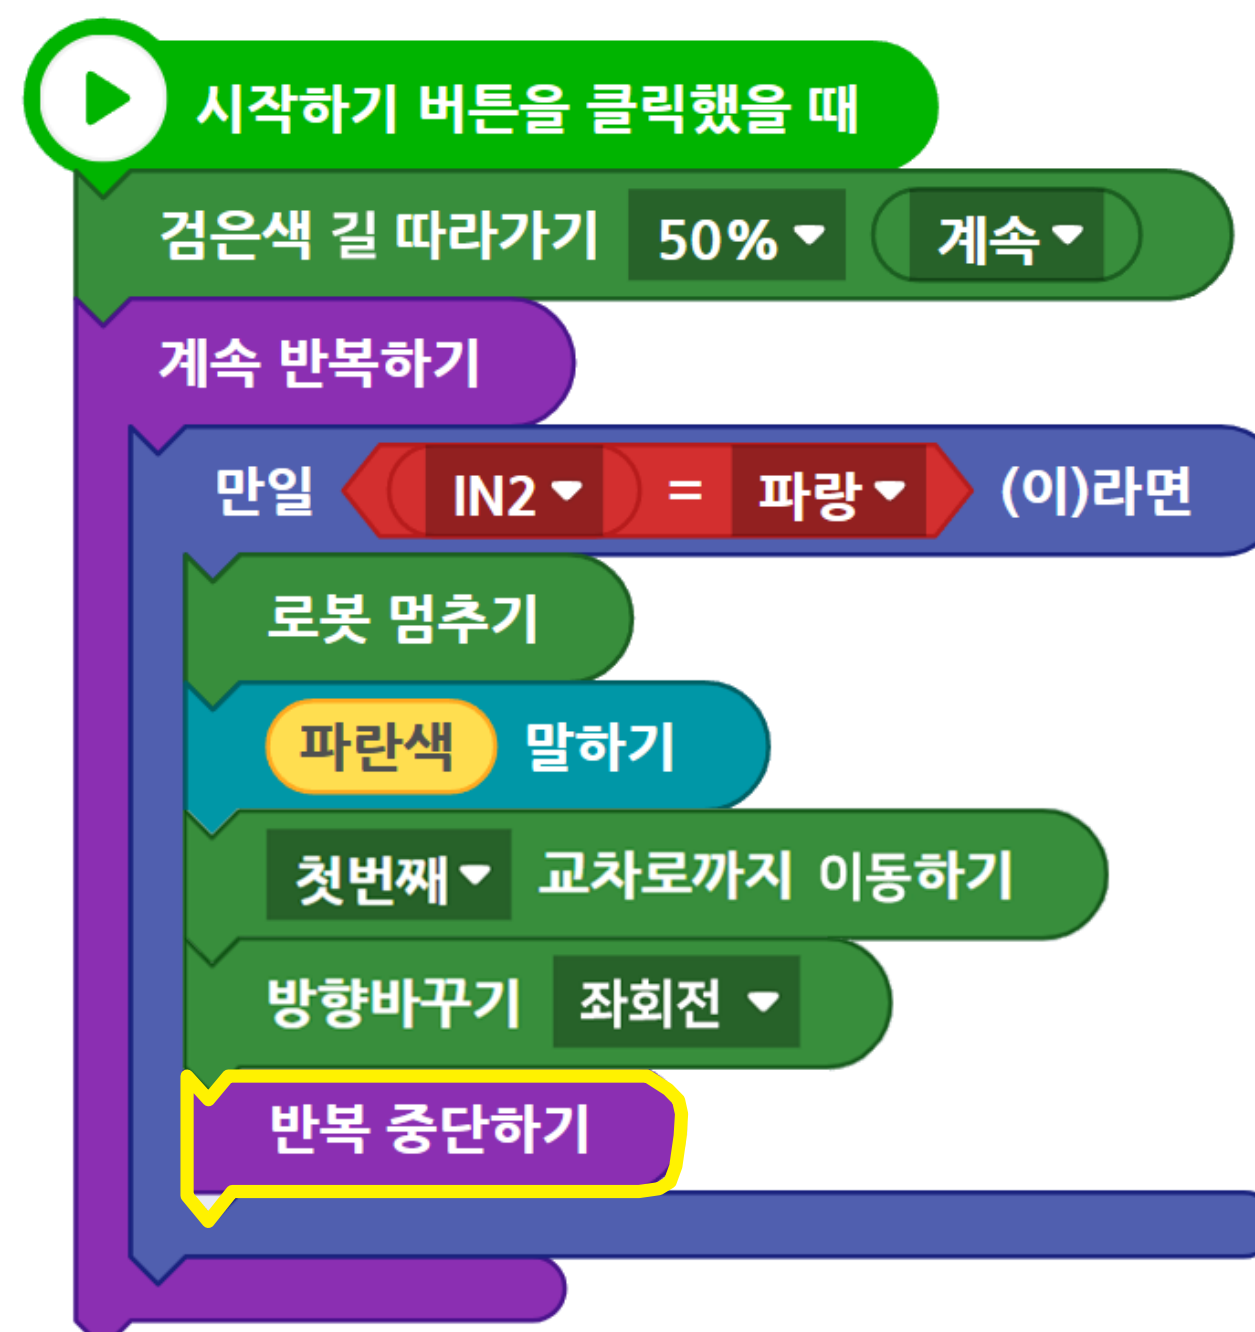 시작하기 버튼을 클릭했을 때
검은색 길 따라가기 50% 계속
계속 반복하기
만일 IN2 = 파랑 (이)라면
로봇 멈추기
파란색 말하기
첫번째 교차로까지 이동하기
방향바꾸기 좌회전
반복 중단하기